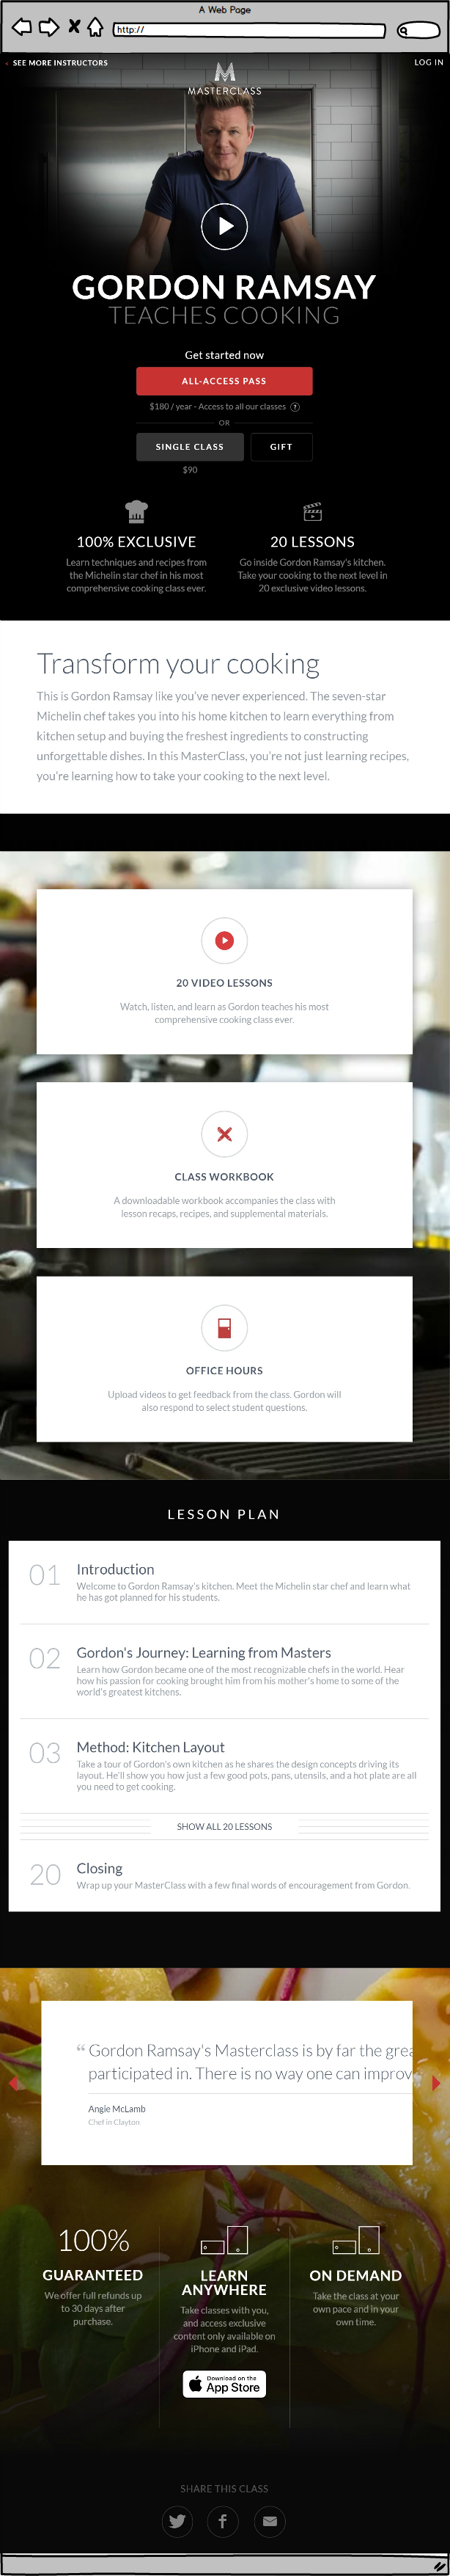 A Web Page
http://
SEE MORE INSTRUCTORS
LOG IN
MASTERCLASS
GORDON RAMSAY
TEACHES COOKING
Get started now
ALL-ACCESS PASS
$180 / year - Access to all our classes ?
OR
SINGLE CLASS
GIFT
$90
100% EXCLUSIVE
Learn techniques and recipes from
the Michelin star chef in his most
comprehensive cooking class ever.
20 LESSONS
Go inside Gordon Ramsay's kitchen.
Take your cooking to the next level in
20 exclusive video lessons.
Transform your cooking
This is Gordon Ramsay like you've never experienced. The seven-star
Michelin chef takes you into his home kitchen to learn everything from
kitchen setup and buying the freshest ingredients to constructing
unforgettable dishes. In this MasterClass, you're not just learning recipes,
you're learning how to take your cooking to the next level.
20 VIDEO LESSONS
Watch, listen, and learn as Gordon teaches his most
comprehensive cooking class ever.
CLASS WORKBOOK
A downloadable workbook accompanies the class with
lesson recaps, recipes, and supplemental materials.
OFFICE HOURS
Upload videos to get feedback from the class. Gordon will
also respond to select student questions.
LESSON PLAN
01 Introduction
Welcome to Gordon Ramsay's kitchen. Meet the Michelin star chef and learn what
he has got planned for his students.
02 Gordon's Journey: Learning from Masters
Learn how Gordon became one of the most recognizable chefs in the world. Hear
how his passion for cooking brought him from his mother's home to some of the
world's greatest kitchens.
03 Method: Kitchen Layout
Take a tour of Gordon's own kitchen as he shares the design concepts driving its
layout. He'll show you how just a few good pots, pans, utensils, and a hot plate are all
you need to get cooking.
SHOW ALL 20 LESSONS
20 Closing
Wrap up your MasterClass with a few final words of encouragement from Gordon.
“ Gordon Ramsay's Masterclass is by far the grea
participated in. There is no way one can improv
Angie McLamb
Chef in Clayton
100%
GUARANTEED
We offer full refunds up
to 30 days after
purchase.
LEARN
ANYWHERE
Take classes with you,
and access exclusive
content only available on
iPhone and iPad.
Download on the
App Store
ON DEMAND
Take the class at your
own pace and in your
own time.
SHARE THIS CLASS